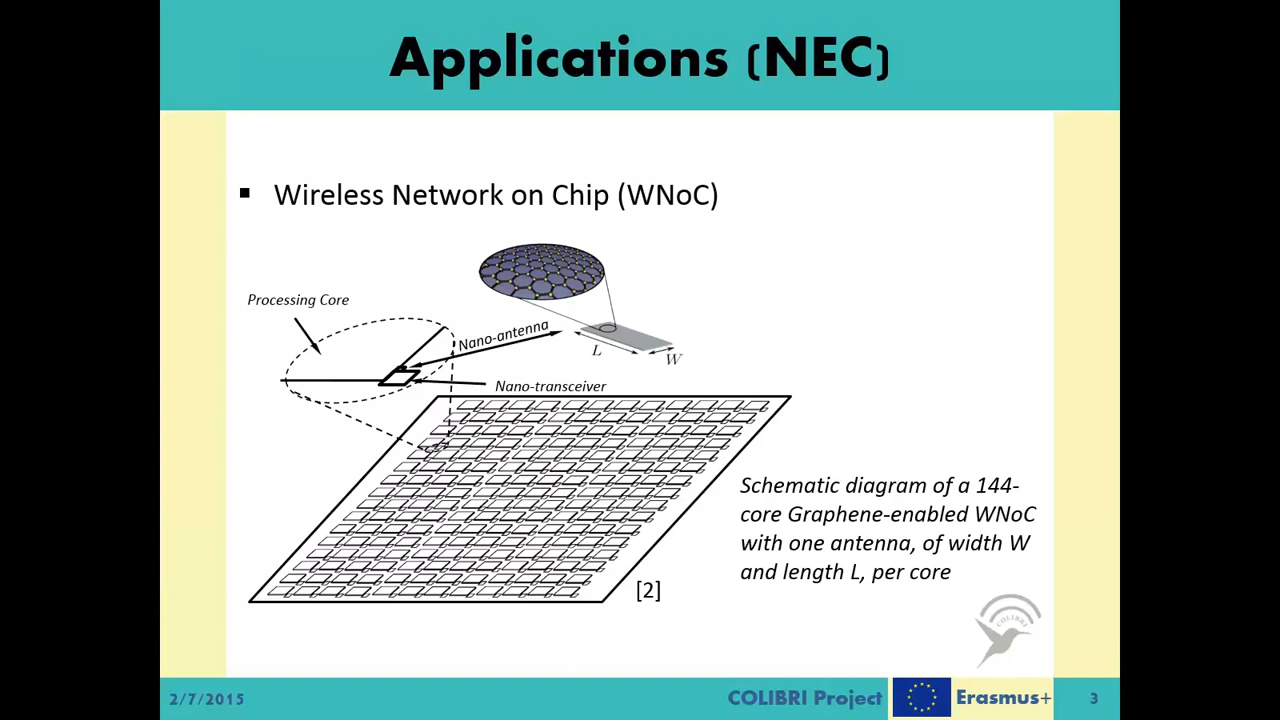 Applications (NEC)
▪ Wireless Network on Chip (WNoC)
Processing Core
Nano-antenna
L
W
Nano-transceiver
Schematic diagram of a 144-
core Graphene-enabled WNoC
with one antenna, of width W
and length L, per core
[2]
COLIBRI
2/7/2015
COLIBRI Project
Erasmus+
3